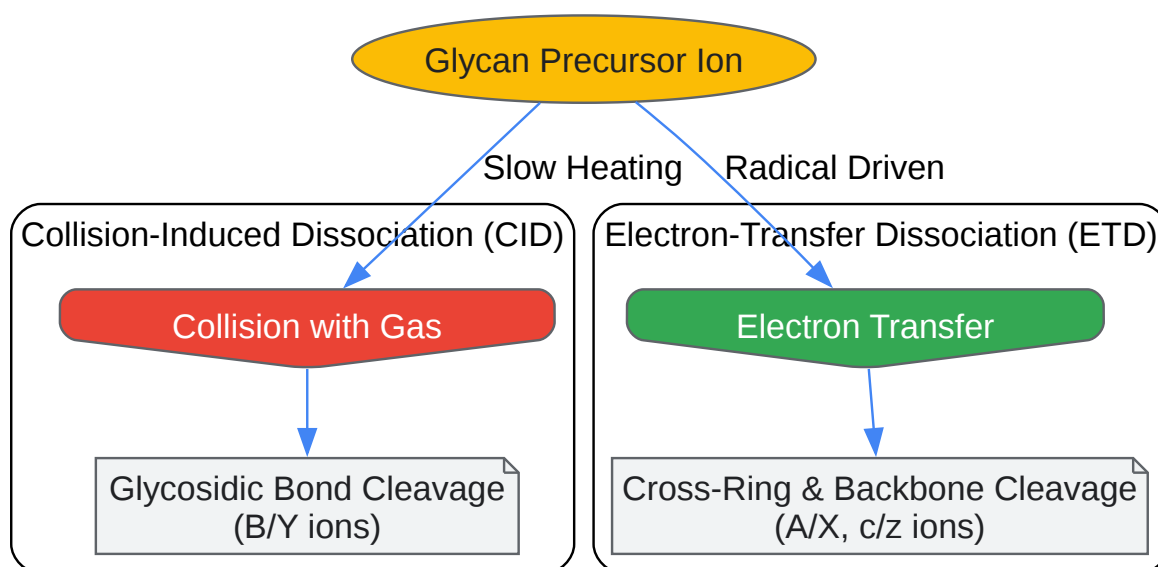 Glycan Precursor Ion
Slow Heating
Radical Driven
Collision-Induced Dissociation (CID)
Electron-Transfer Dissociation (ETD)
Collision with Gas
Electron Transfer
Glycosidic Bond Cleavage
(B/Y ions)
Cross-Ring & Backbone Cleavage
(A/X, c/z ions)